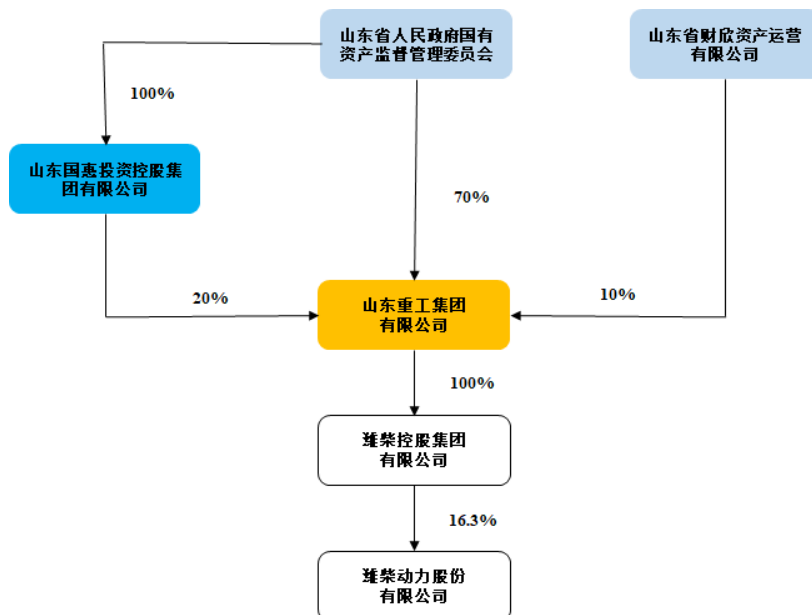 山东省人民政府国有
资产监督管理委员会
山东省财欣资产运营
有限公司
100%
山东国惠投资控股集
团有限公司
70%
20%
10%
山东重工集团
有限公司
100%
潍柴控股集团
有限公司
16.3%
潍柴动力股份
有限公司